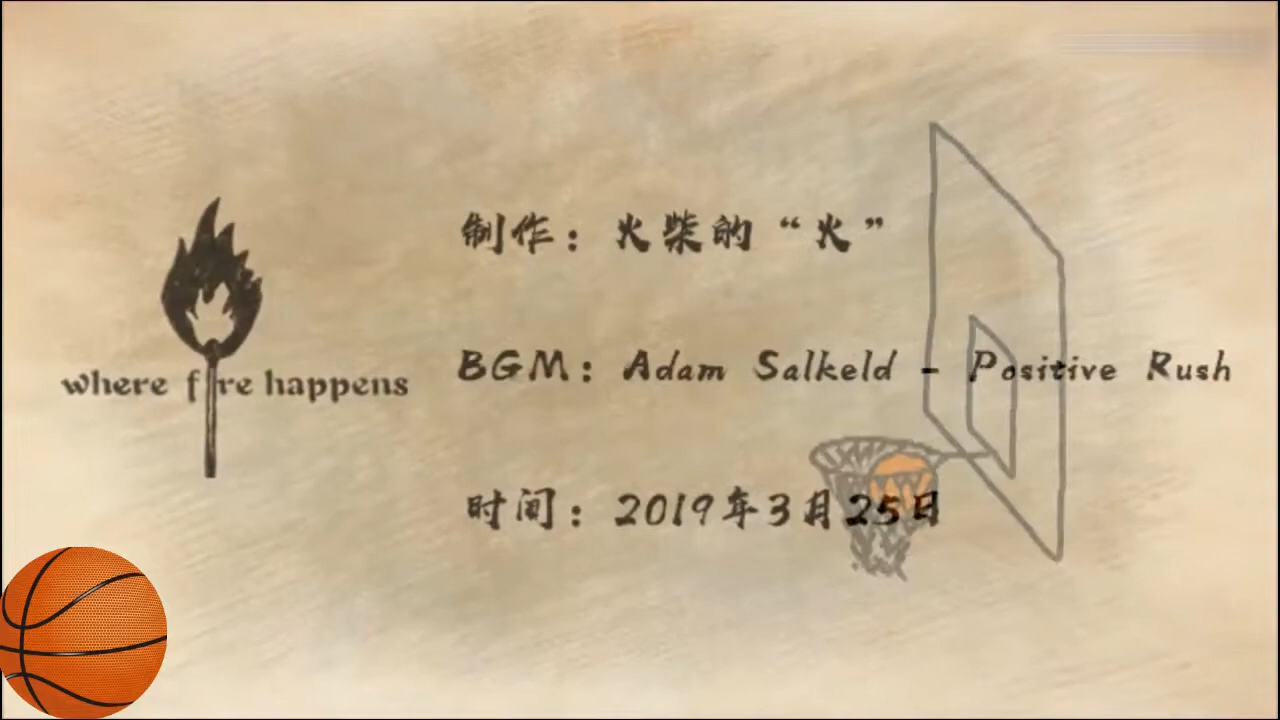 制作：火柴的“火”
where fire happens
BGM：Adam Salkeld - Positive Rush
时间：2019年3月25日